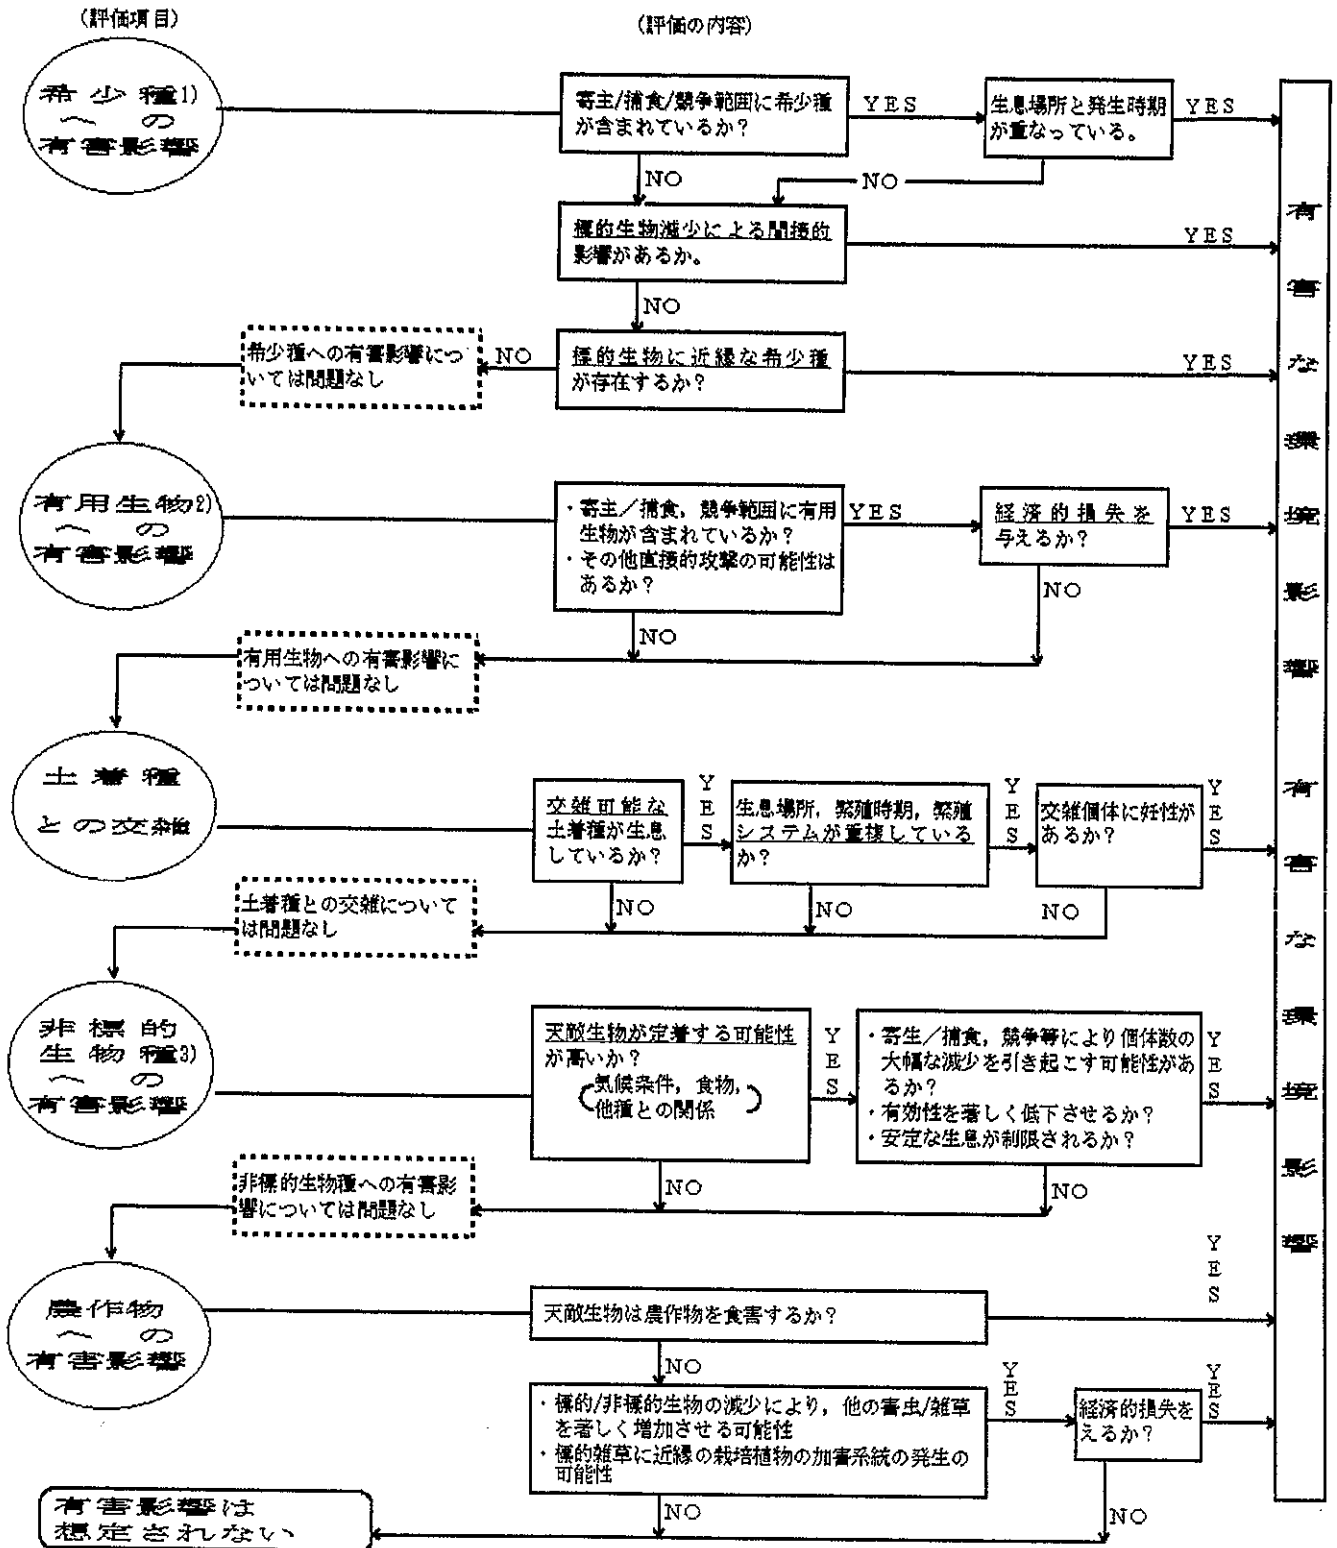 (評価項目)
(評価の内容)
希少種1)
への
有害影響
寄主/捕食/競争範囲に希少種
が含まれているか?
YES
生息場所と発生時期
が重なっている。
YES
NO
NO
標的生物減少による間接的
影響があるか。
YES
NO
標的生物に近縁な希少種
が存在するか?
YES
NO
希少種への有害影響につ
いては問題なし
有用生物2)
への
有害影響
・寄主/捕食,競争範囲に有用
生物が含まれているか?
・その他直接的攻撃の可能性は
あるか?
YES
経済的損失を
与えるか?
YES
NO
NO
有用生物への有害影響に
ついては問題なし
土着種
との交雑
交雑可能な
土着種が生息
しているか?
YES
生息場所,繁殖時期,繁殖
システムが重複している
か?
YES
交雑個体に妊性が
あるか?
YES
NO
NO
NO
土着種との交雑について
は問題なし
非標的
生物種3)
への
有害影響
天敵生物が定着する可能性
が高いか?
(気候条件,食物,
他種との関係)
YES
・寄生/捕食,競争等により個体数の
大幅な減少を引き起こす可能性があ
るか?
・有効性を著しく低下させるか?
・安定な生息が制限されるか?
YES
NO
NO
非標的生物種への有害影
響については問題なし
農作物
への
有害影響
天敵生物は農作物を食害するか?
YES
NO
・標的/非標的生物の減少により,他の害虫/雑草
を著しく増加させる可能性
・標的雑草に近縁の栽培植物の加害系統の発生の
可能性
YES
経済的損失を
えるか?
YES
NO
NO
有害影響は
想定されない
有害な環境影響有害な環境影響